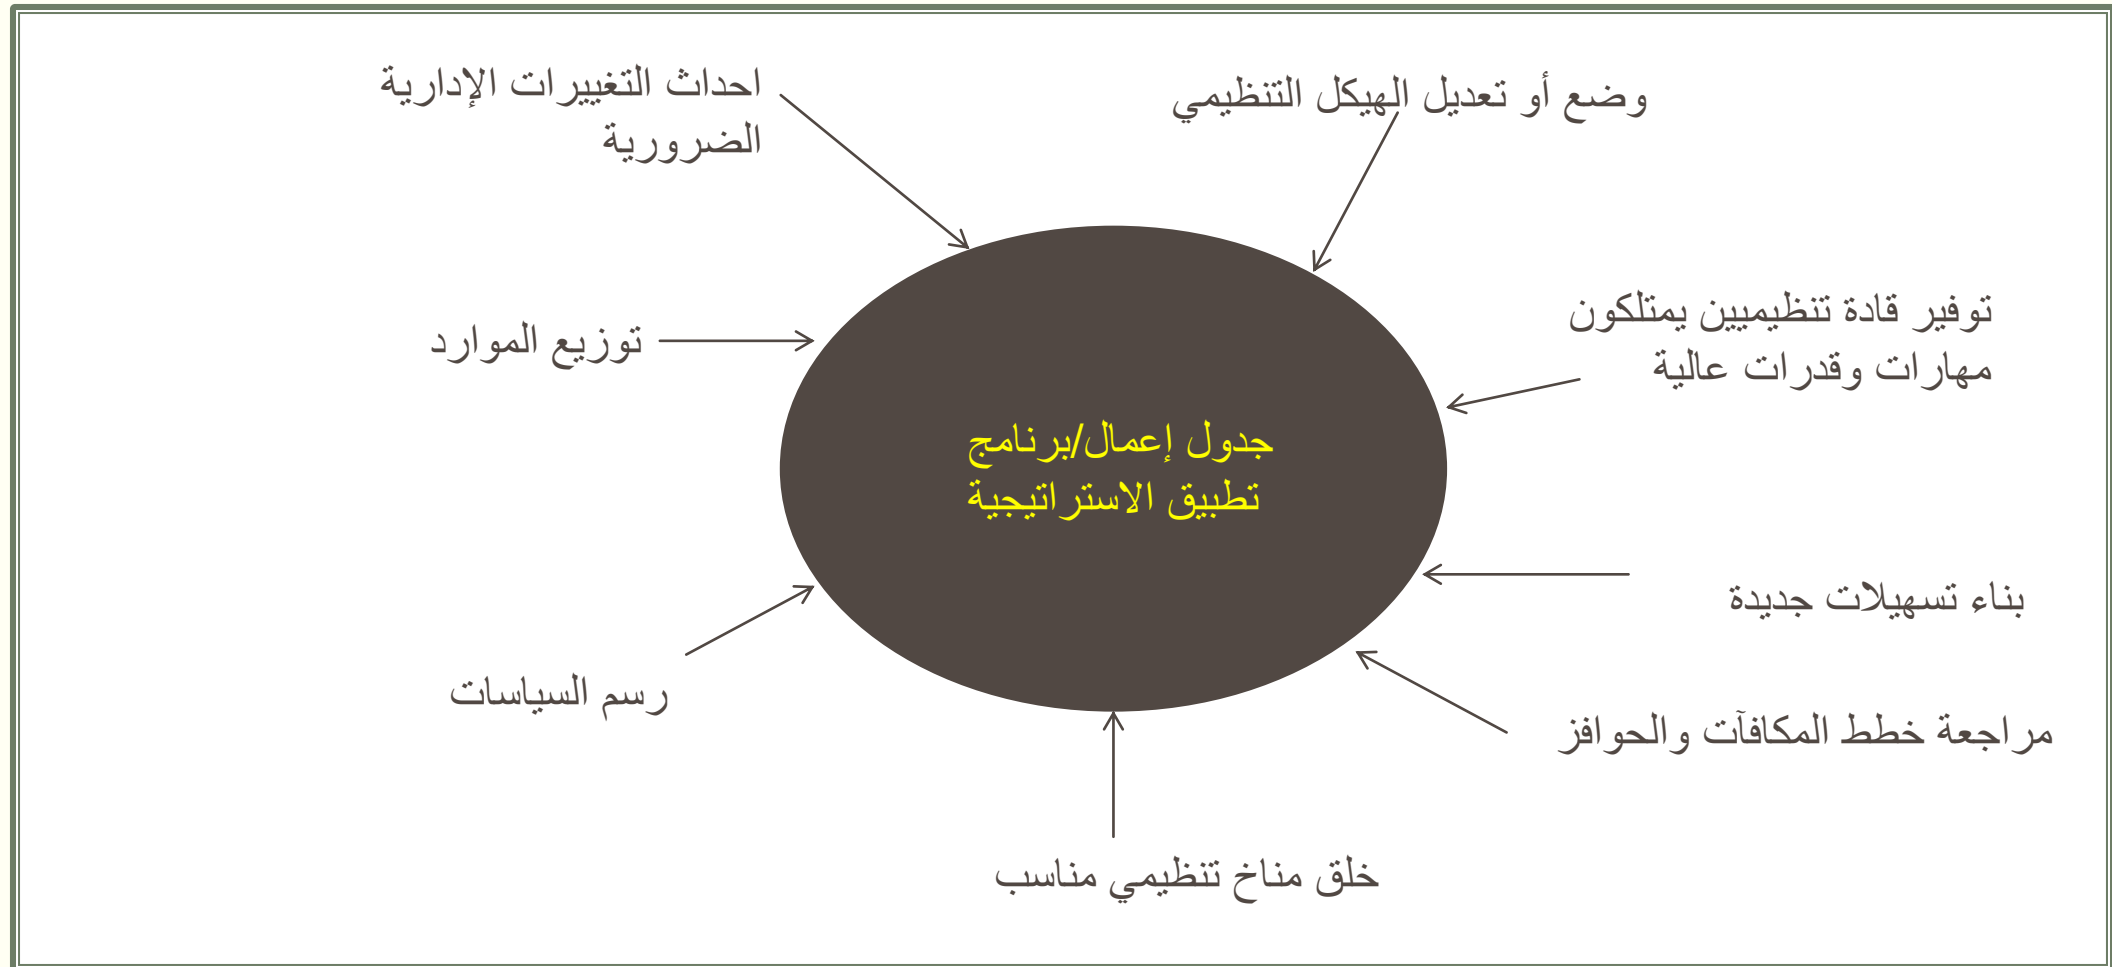 وضع أو تعديل الهيكل التنظيمي
احداث التغييرات الإدارية
الضرورية
توفير قادة تنظيميين يمتلكون
مهارات وقدرات عالية
توزيع الموارد
جدول إعمال/برنامج
تطبيق الاستراتيجية
بناء تسهيلات جديدة
رسم السياسات
مراجعة خطط المكافآت والحوافز
خلق مناخ تنظيمي مناسب